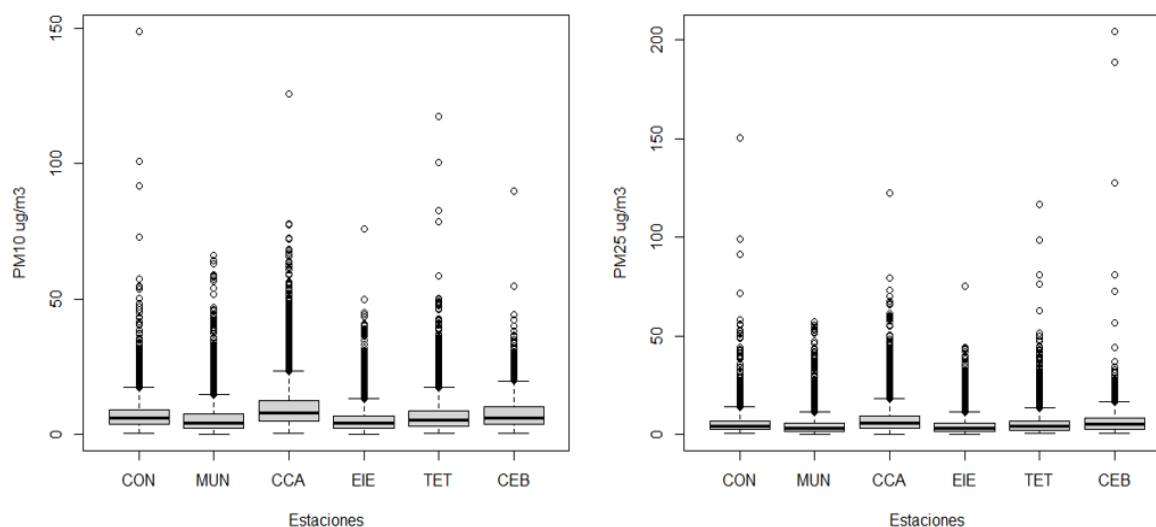 PM10 ug/m3
150
100
50
0
CON MUN CCA EIE TET CEB
Estaciones
PM25 ug/m3
200
150
100
50
0
CON MUN CCA EIE TET CEB
Estaciones